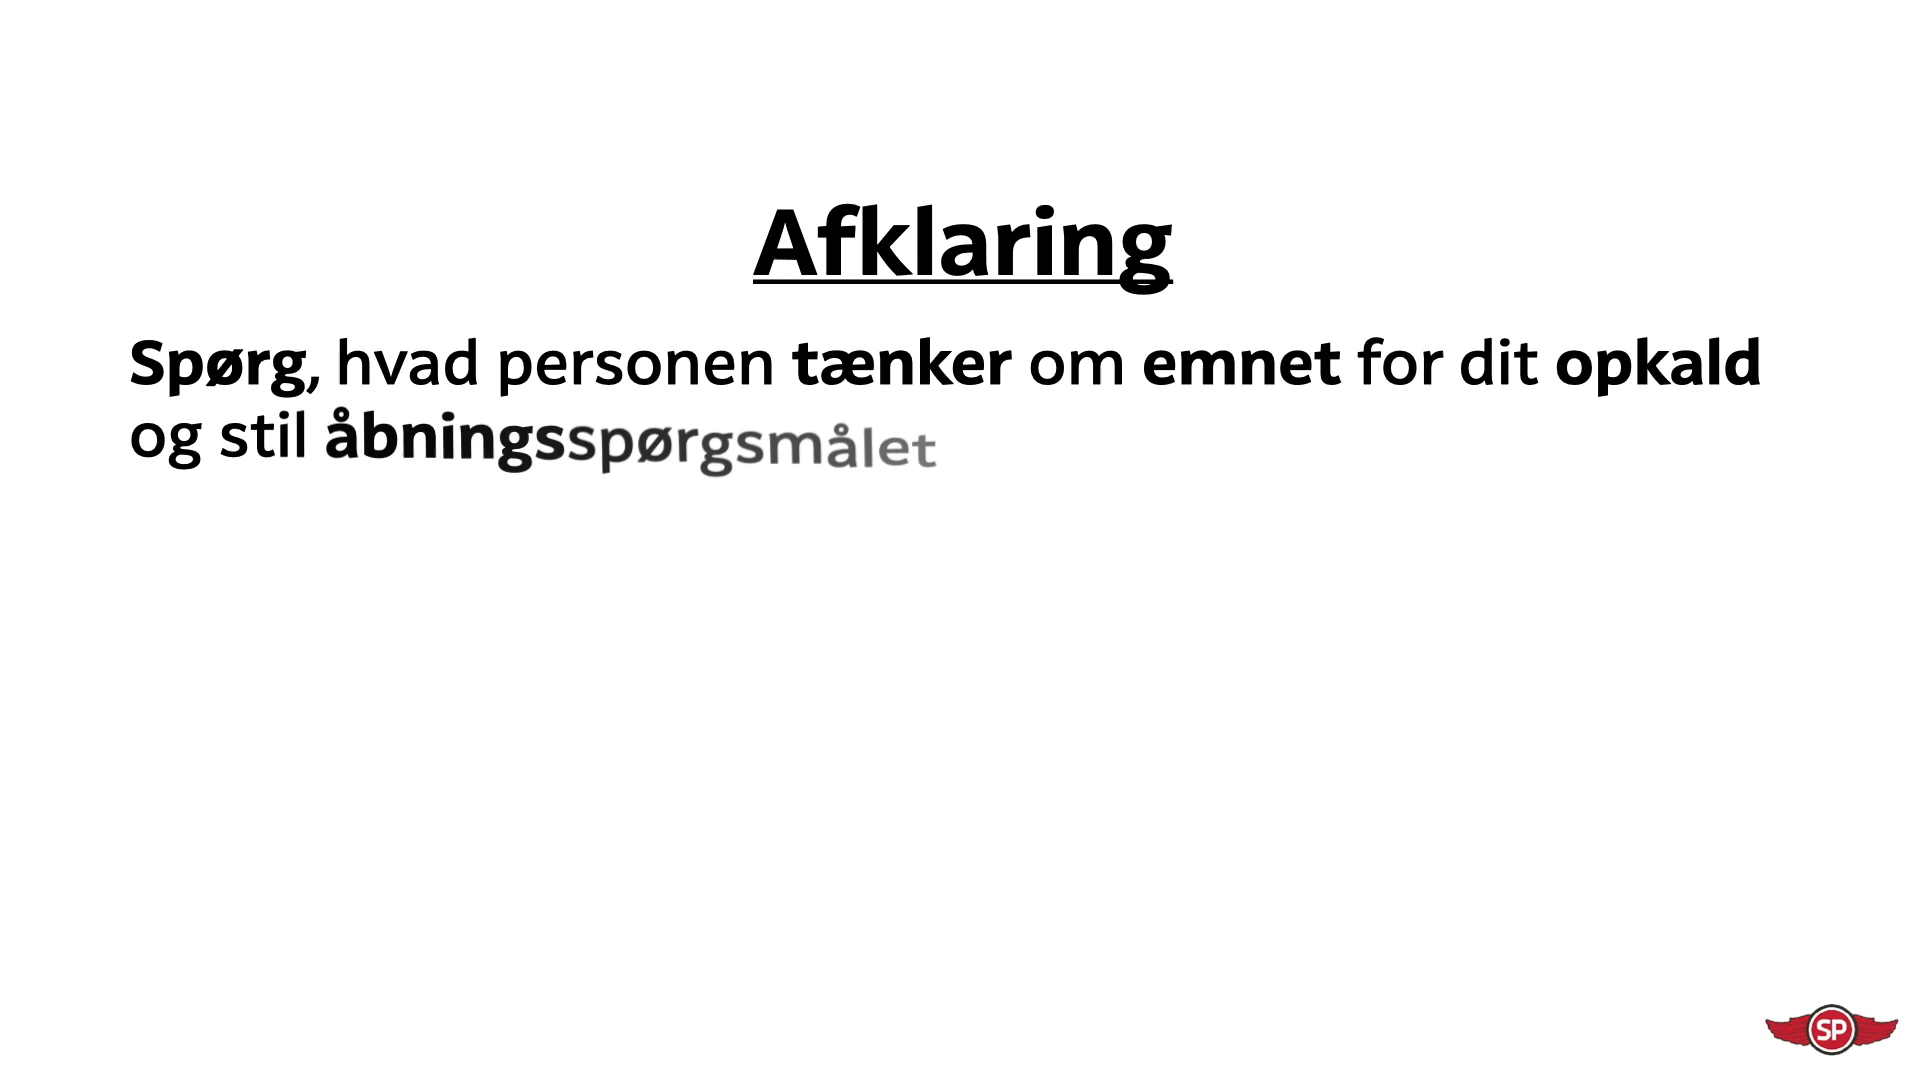 Afklaring
Spørg, hvad personen tænker om emnet for dit opkald
og stil åbningsspørgsmålet
SP